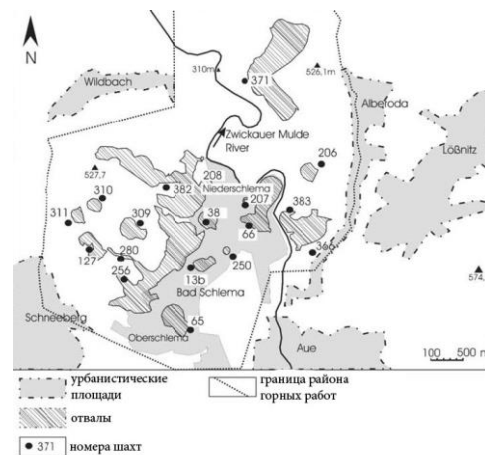 N
Wildbach
310m
371
526,1m
Alberoda
Lößnitz
Zwickauer Mulde
River
206
527,7
208
Niederschlema
382
310
311
309
38
207
383
66
127
280
256
250
366
13b
Bad Schlema
574,
Schneeberg
65
Oberschlema
Aue
100 500 м
урбанистические
площади
граница района
горных работ
отвалы
371 номера шахт